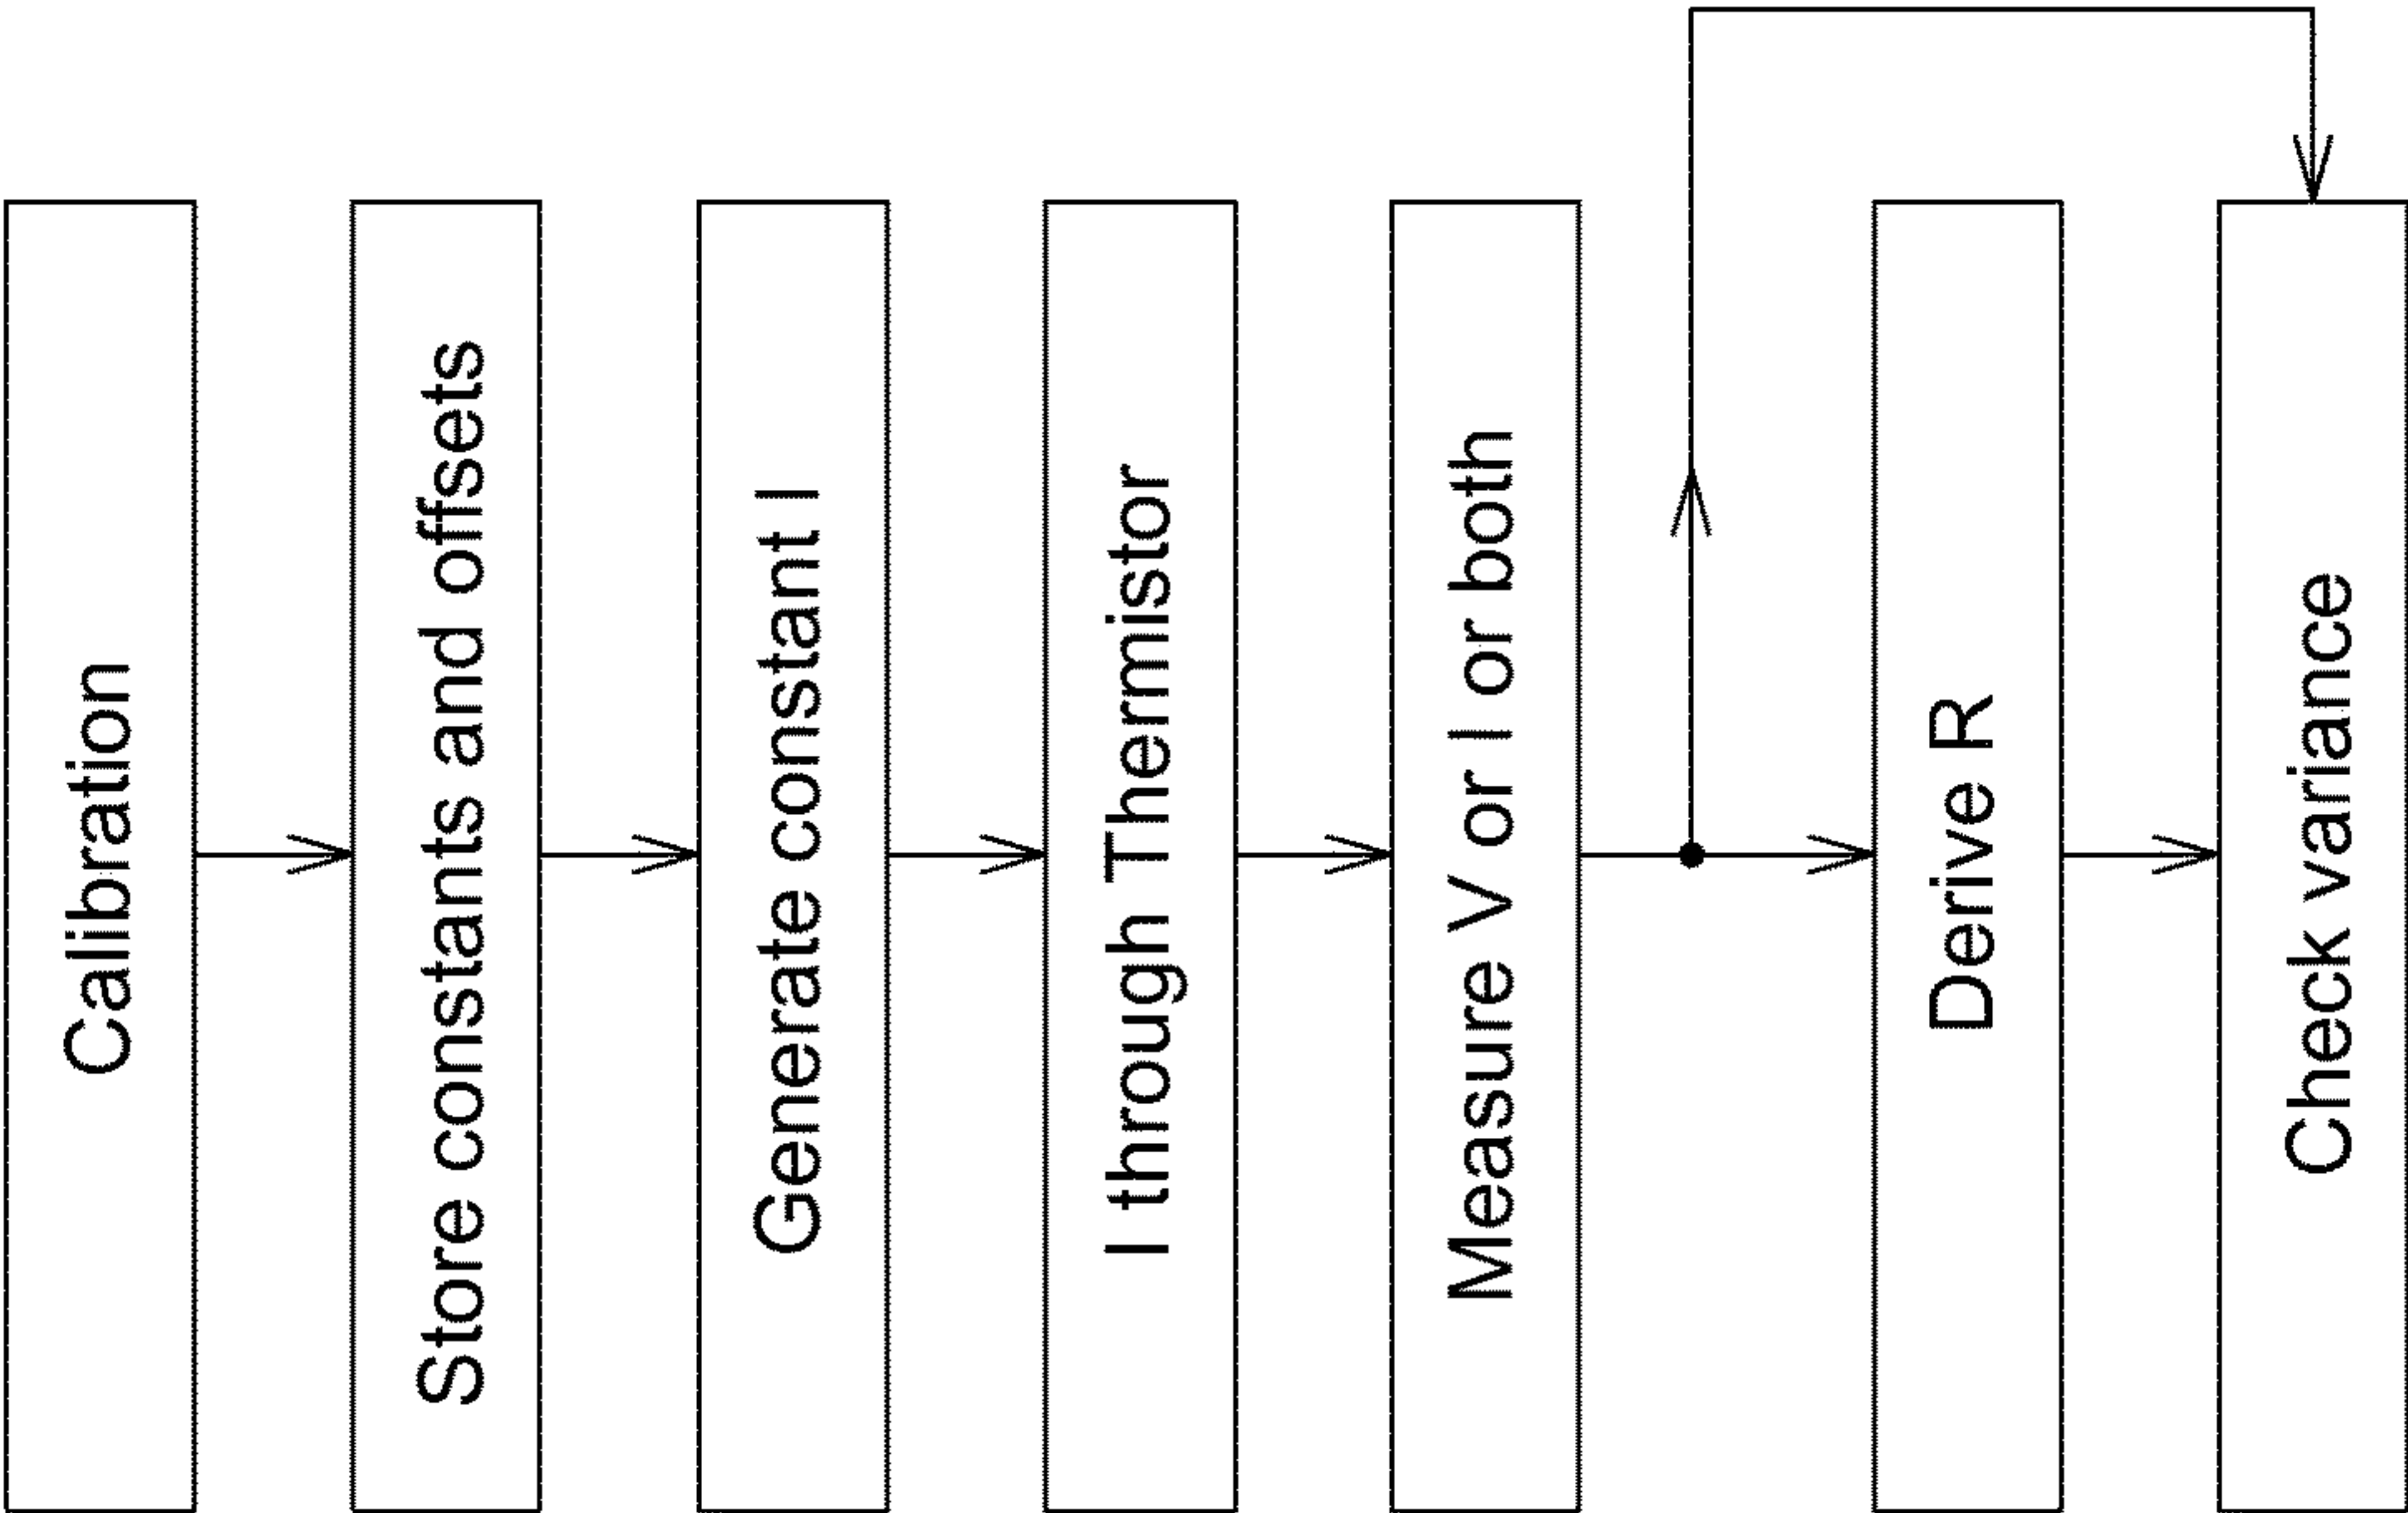 Calibration
Store constants and offsets
Generate constant I
I through Thermistor
Measure V or I or both
Derive R
Check variance